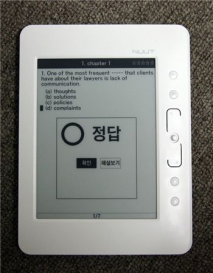 NUUT
1. chapter 1
1. One of the most frequent ----- that clients
have about their lawyers is lack of
communication.
(a) thoughts
(b) solutions
(c) policies
(d) complaints
정답
확인
해설보기
1/7